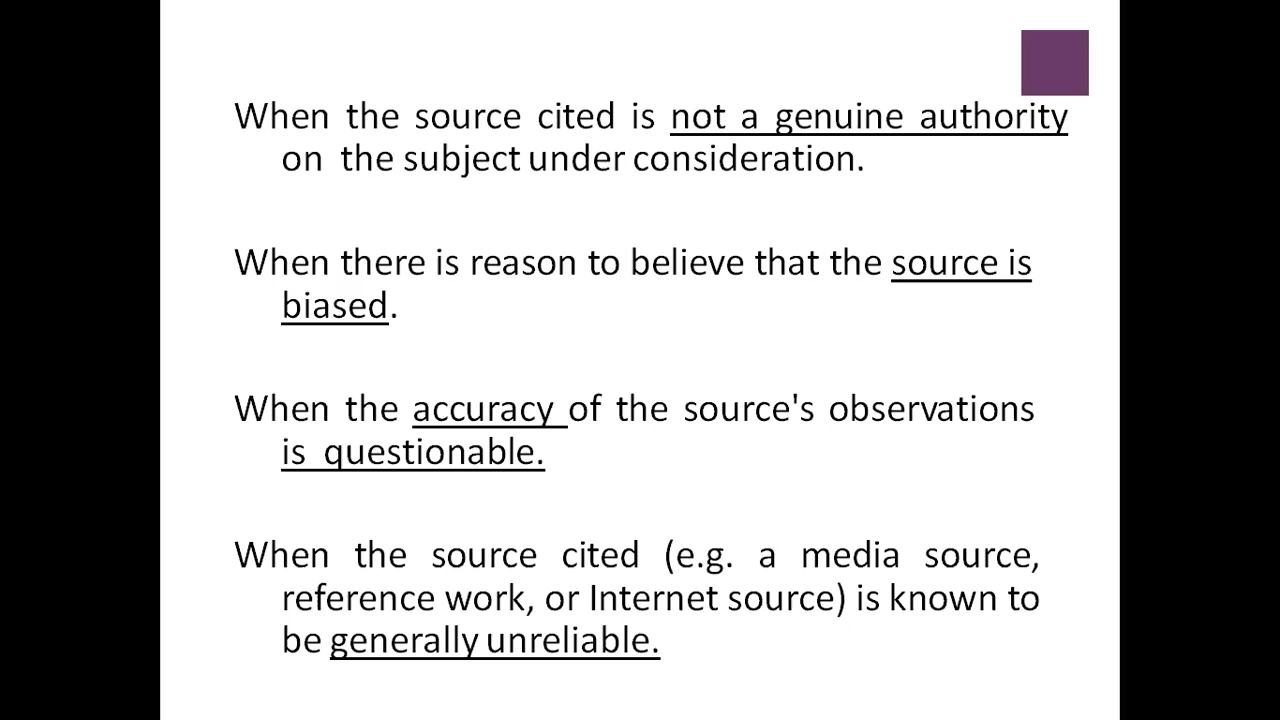 When the source cited is not a genuine authority
on the subject under consideration.
When there is reason to believe that the source is
biased.
When the accuracy of the source's observations
is questionable.
When the source cited (e.g. a media source,
reference work, or Internet source) is known to
be generally unreliable.